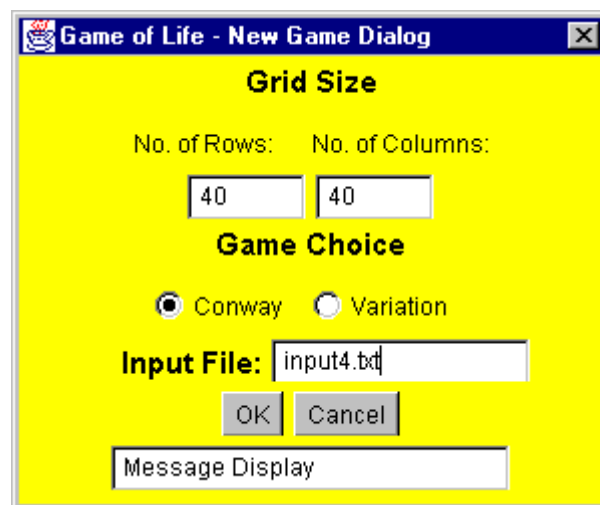 Game of Life - New Game Dialog
Grid Size
No. of Rows: No. of Columns:
40 40
Game Choice
Conway Variation
Input File: input4.txt
OK Cancel
Message Display